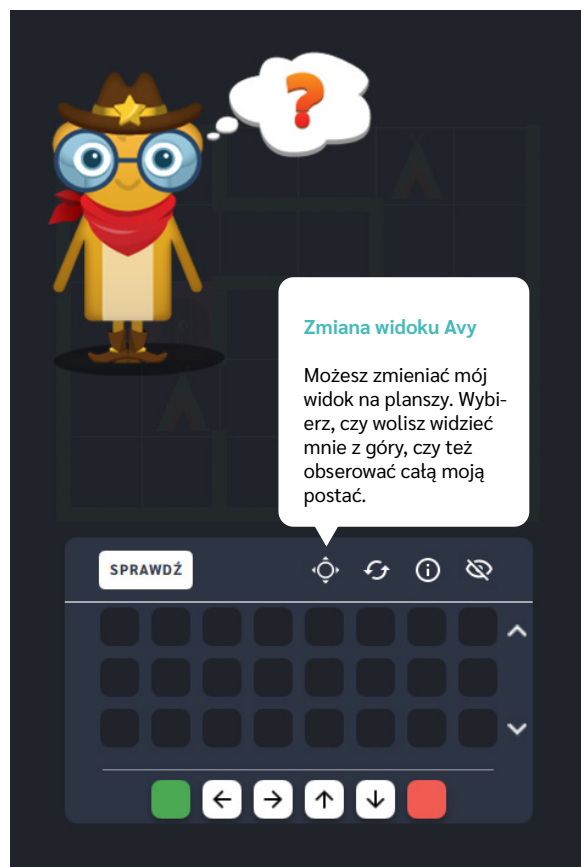 ?
Zmiana widoku Avy
Możesz zmieniać mój
widok na planszy. Wybi-
erz, czy wolisz widzieć
mnie z góry, czy też
obserować całą moją
postać.
SPRAWDŹ